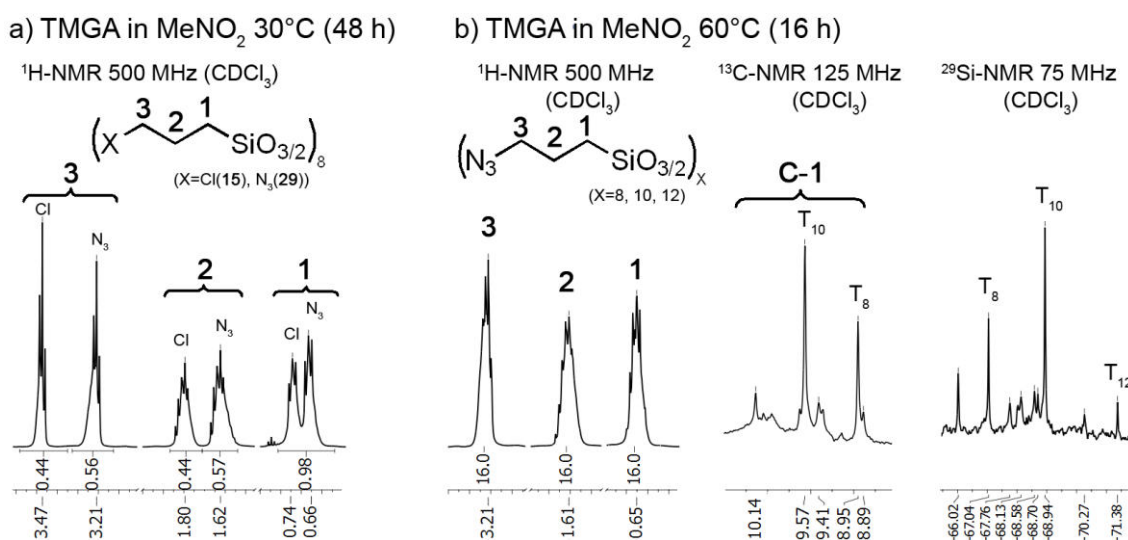 a) TMGA in MeNO₂ 30°C (48 h)
¹H-NMR 500 MHz (CDCl₃)
3 2 1
(X SiO₃/₂)₈
(X=Cl(15), N₃(29))
3
Cl
N₃
2
Cl
N₃
1
Cl
N₃
0.44 0.56 0.44 0.57 0.98
3.47 3.21 1.80 1.62 0.74 0.66
b) TMGA in MeNO₂ 60°C (16 h)
¹H-NMR 500 MHz
(CDCl₃)
3 2 1
(N₃ SiO₃/₂)X
(X=8, 10, 12)
3
2
1
16.0 16.0 16.0
3.21 1.61 0.65
¹³C-NMR 125 MHz
(CDCl₃)
C-1
T₁₀
T₈
10.14 9.57 9.41 8.95 8.89
²⁹Si-NMR 75 MHz
(CDCl₃)
T₁₀
T₈
T₁₂
-66.02 -67.04 -67.76 -68.13 -68.58 -68.70 -68.94 -70.27 -71.38